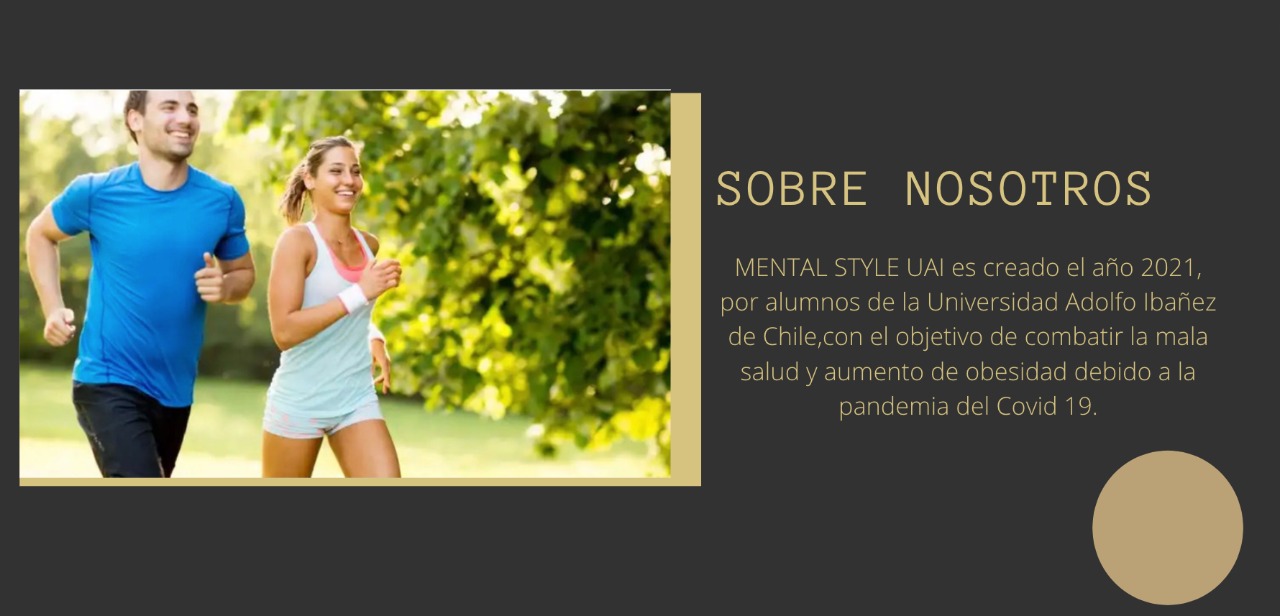 SOBRE NOSOTROS
MENTAL STYLE UAI es creado el año 2021,
por alumnos de la Universidad Adolfo Ibañez
de Chile,con el objetivo de combatir la mala
salud y aumento de obesidad debido a la
pandemia del Covid 19.